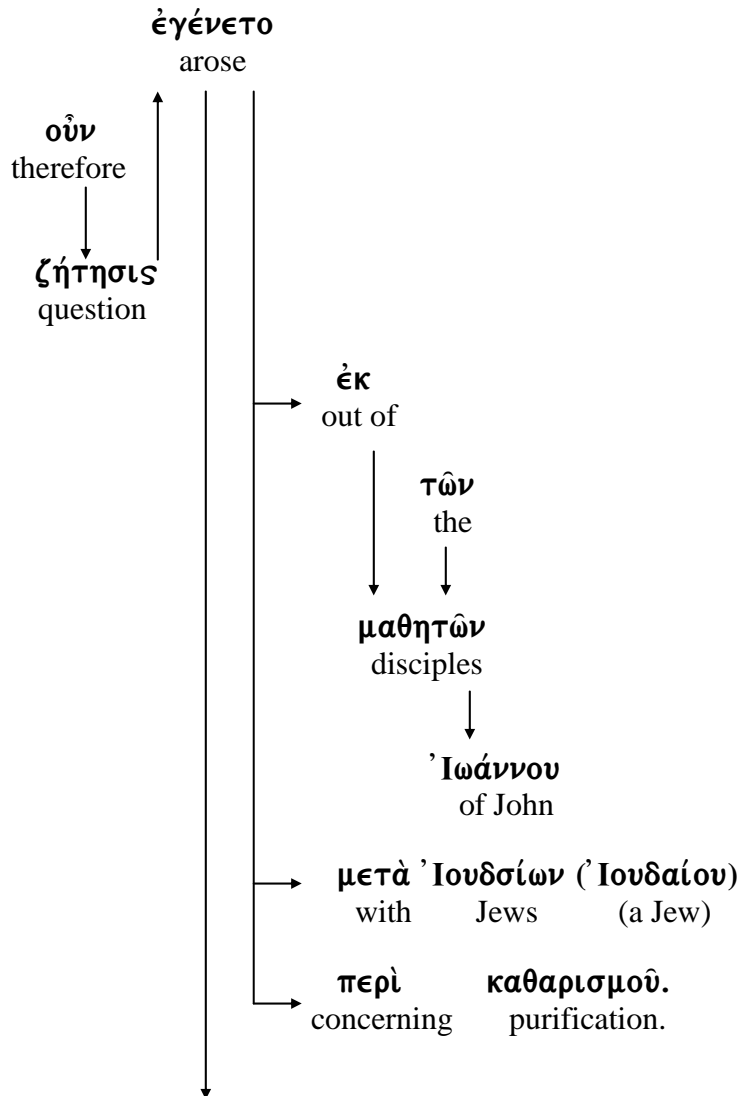 ἐγένετο
arose
οὖν
therefore
ζήτησις
question
ἐκ
out of
τῶν
the
μαθητῶν
disciples
Ἰωάννου
of John
μετὰ Ἰουδσίων (Ἰουδαίου)
with Jews (a Jew)
περὶ καθαρισμοῦ.
concerning purification.